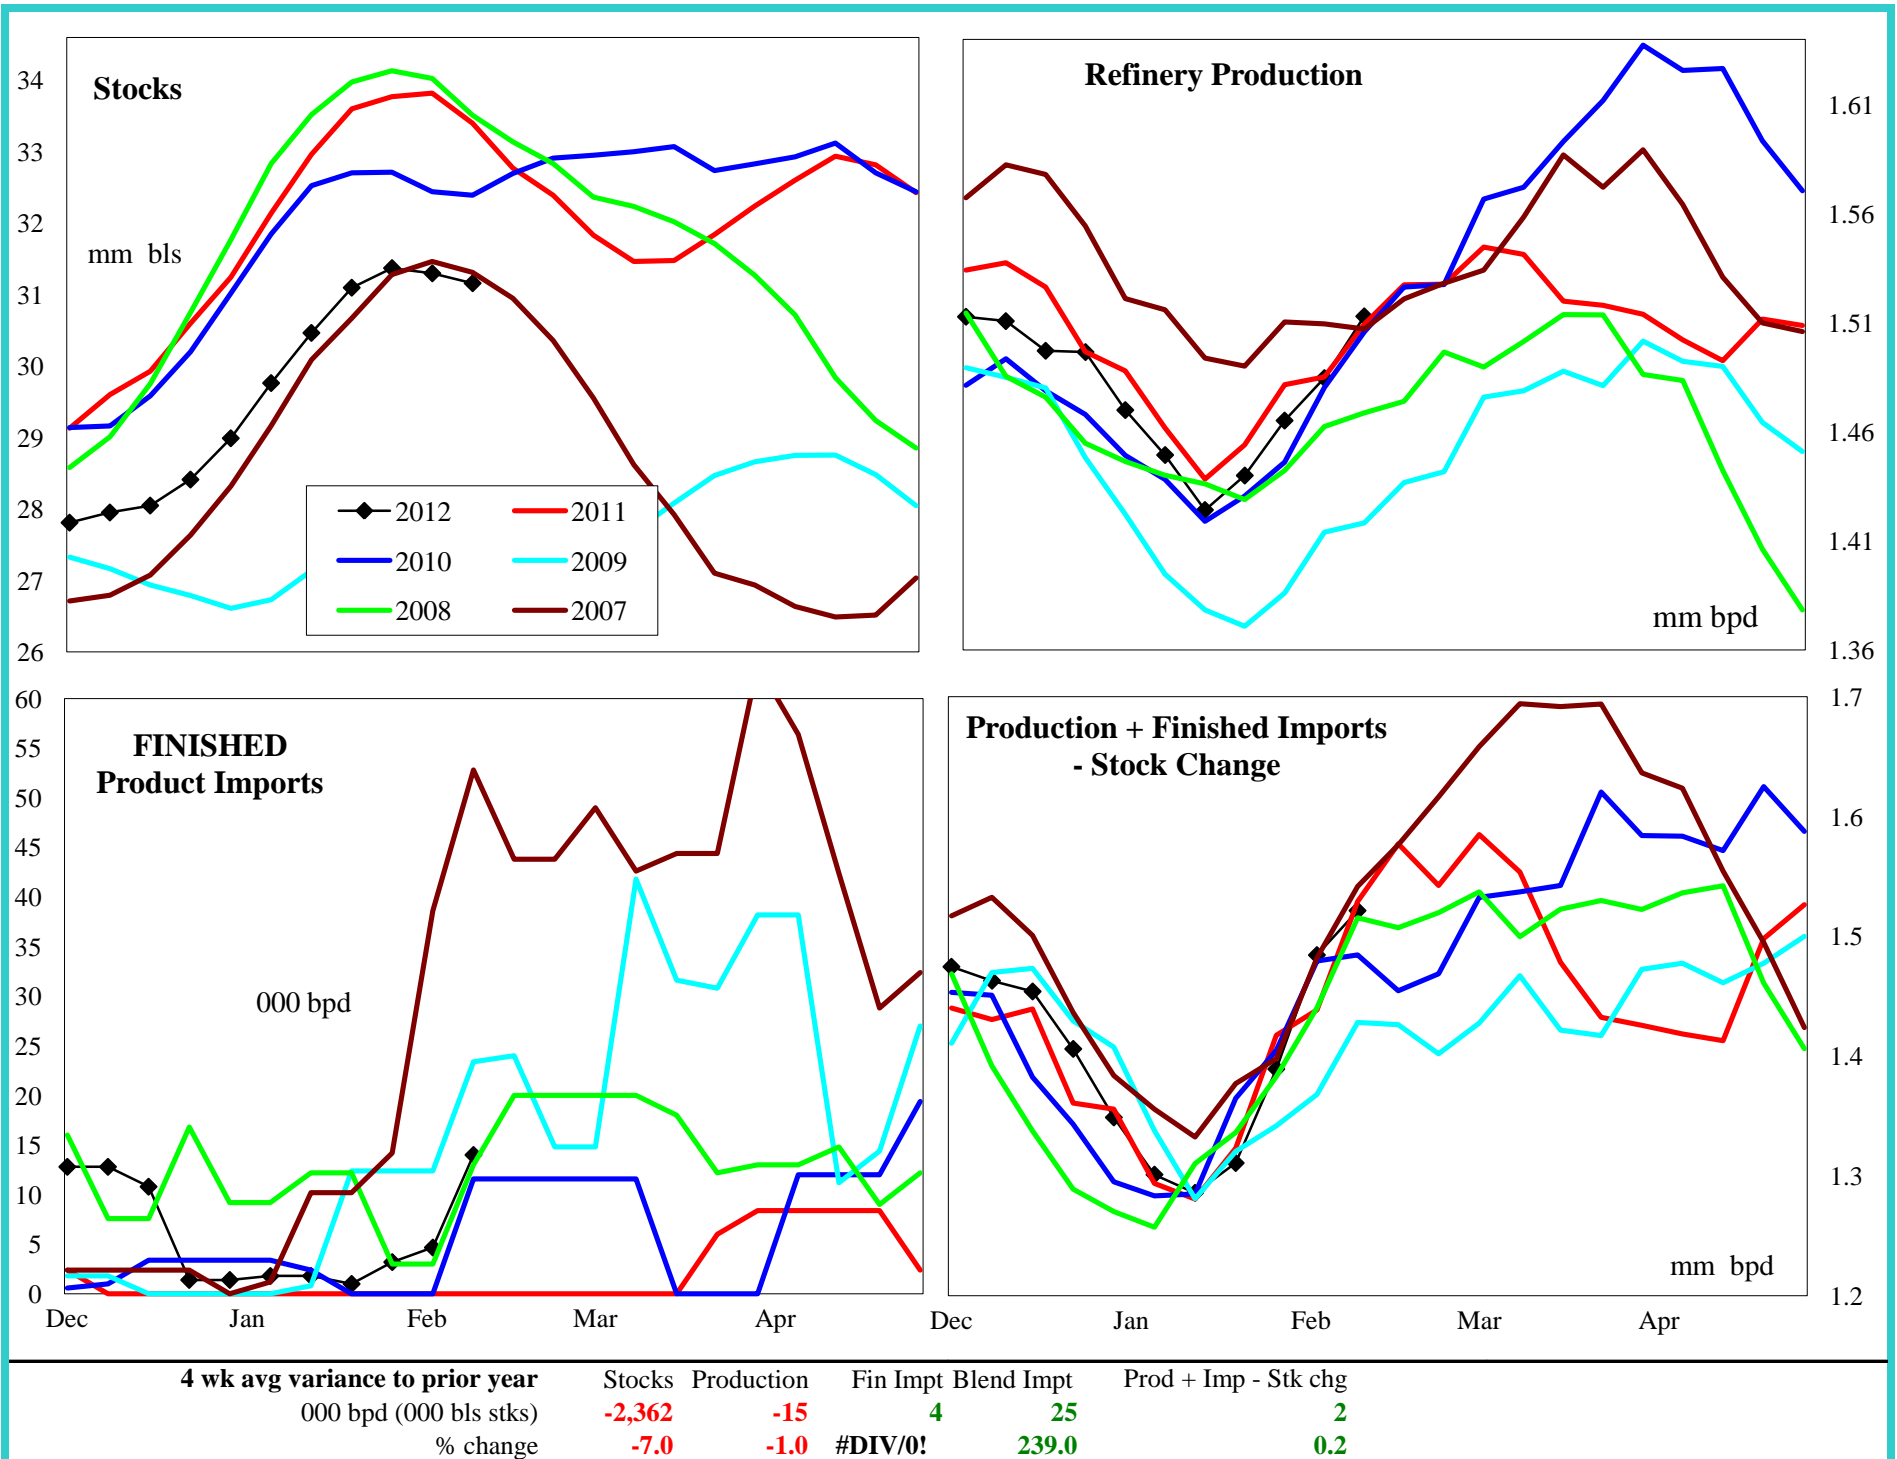 Stocks
mm bls
34
33
32
31
30
29
28
27
26
2012
2011
2010
2009
2008
2007
Refinery Production
mm bpd
1.61
1.56
1.51
1.46
1.41
1.36
FINISHED
Product Imports
000 bpd
60
55
50
45
40
35
30
25
20
15
10
5
0
Dec Jan Feb Mar Apr
Production + Finished Imports
- Stock Change
mm bpd
1.7
1.6
1.5
1.4
1.3
1.2
Dec Jan Feb Mar Apr
4 wk avg variance to prior year Stocks Production Fin Impt Blend Impt Prod + Imp - Stk chg
000 bpd (000 bls stks) -2,362 -15 4 25 2
% change -7.0 -1.0 #DIV/0! 239.0 0.2